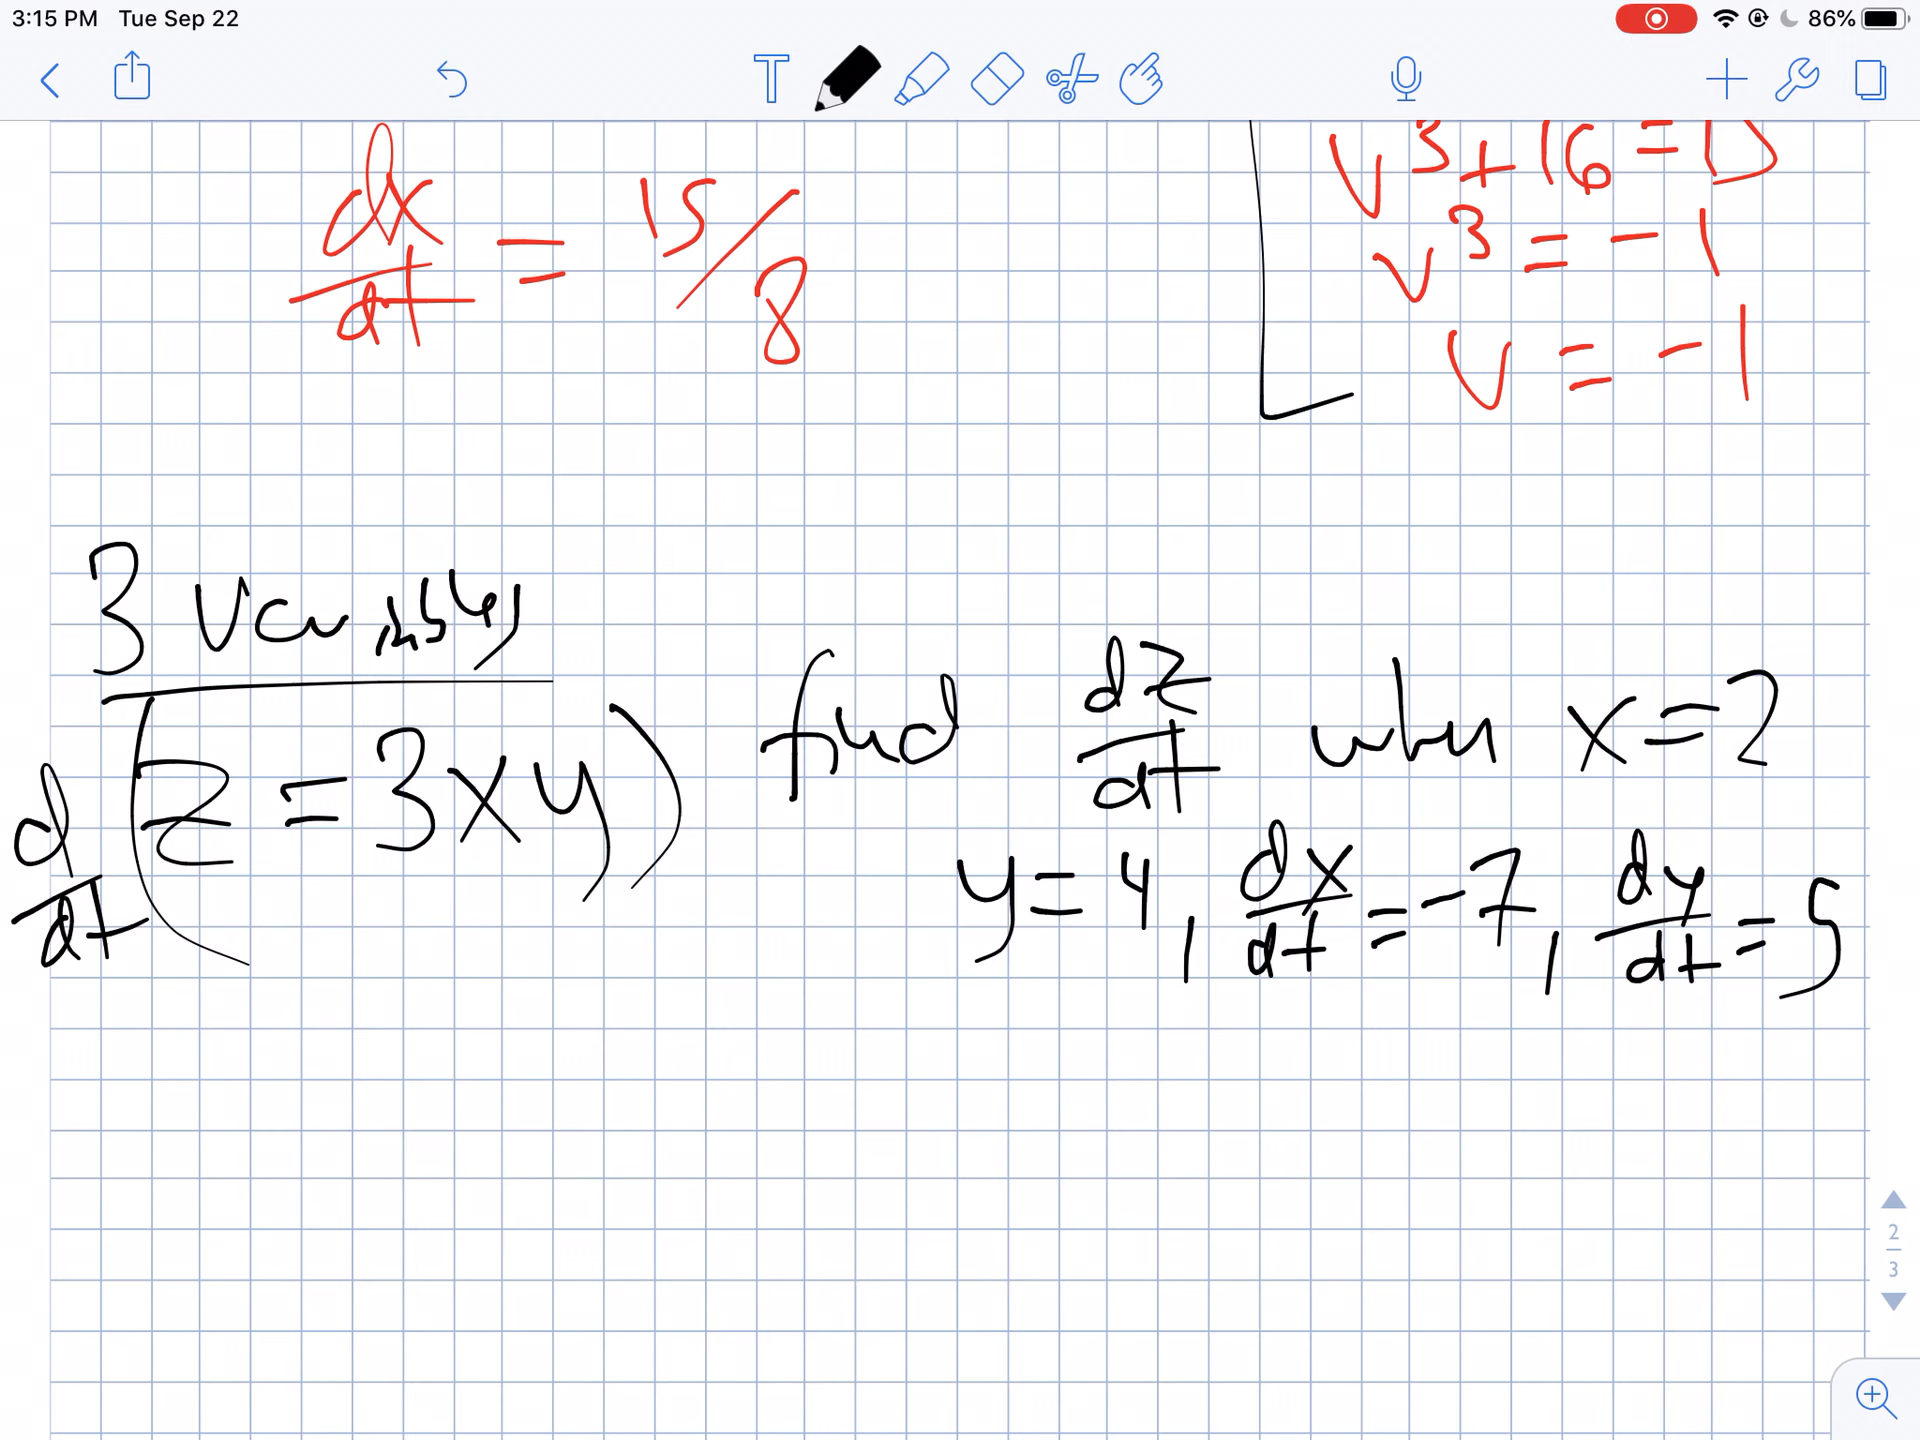 3:15 PM Tue Sep 22
86%
T
dx/dt = 15/8
v³ + 16 = 15
v³ = -1
v = -1
3 Variables
d/dt (z = 3xy) find dz/dt when x = 2
y = 4, dx/dt = -7, dy/dt = 5
2
3